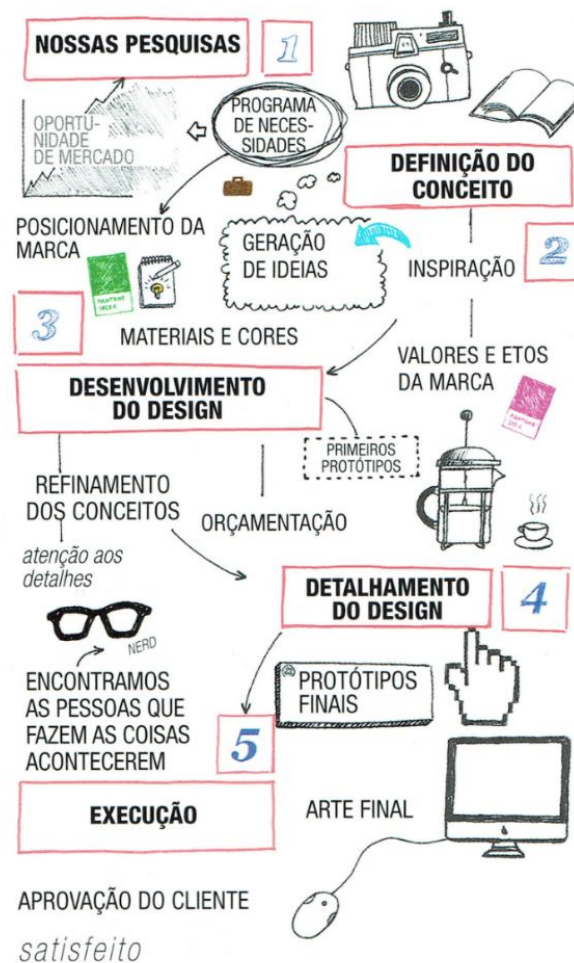 NOSSAS PESQUISAS
1
OPORTU-
NIDADE
DE MERCADO
PROGRAMA
DE NECES-
SIDADES
DEFINIÇÃO DO
CONCEITO
POSICIONAMENTO DA
MARCA
GERAÇÃO
DE IDEIAS
INSPIRAÇÃO
2
PANTONE
3
MATERIAIS E CORES
VALORES E ETOS
DA MARCA
DESENVOLVIMENTO
DO DESIGN
PANTONE
PRIMEIROS
PROTÓTIPOS
REFINAMENTO
DOS CONCEITOS
ORÇAMENTAÇÃO
atenção aos
detalhes
DETALHAMENTO
DO DESIGN
4
NERD
ENCONTRAMOS
AS PESSOAS QUE
FAZEM AS COISAS
ACONTECEREM
@ PROTÓTIPOS
FINAIS
5
EXECUÇÃO
ARTE FINAL
APROVAÇÃO DO CLIENTE
satisfeito